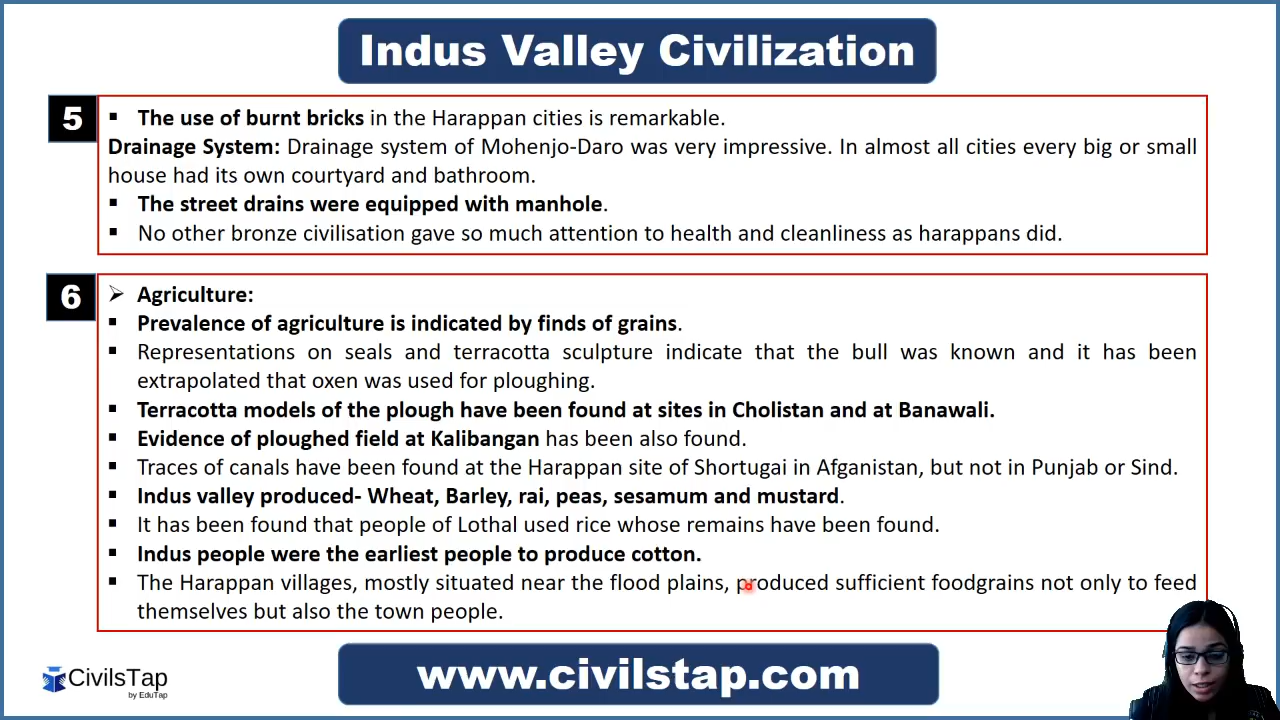 Indus Valley Civilization
5
▪ The use of burnt bricks in the Harappan cities is remarkable.
Drainage System: Drainage system of Mohenjo-Daro was very impressive. In almost all cities every big or small
house had its own courtyard and bathroom.
▪ The street drains were equipped with manhole.
▪ No other bronze civilisation gave so much attention to health and cleanliness as harappans did.
6
➢ Agriculture:
▪ Prevalence of agriculture is indicated by finds of grains.
▪ Representations on seals and terracotta sculpture indicate that the bull was known and it has been
extrapolated that oxen was used for ploughing.
▪ Terracotta models of the plough have been found at sites in Cholistan and at Banawali.
▪ Evidence of ploughed field at Kalibangan has been also found.
▪ Traces of canals have been found at the Harappan site of Shortugai in Afganistan, but not in Punjab or Sind.
▪ Indus valley produced- Wheat, Barley, rai, peas, sesamum and mustard.
▪ It has been found that people of Lothal used rice whose remains have been found.
▪ Indus people were the earliest people to produce cotton.
▪ The Harappan villages, mostly situated near the flood plains, produced sufficient foodgrains not only to feed
themselves but also the town people.
CivilsTap
by EduTap
www.civilstap.com